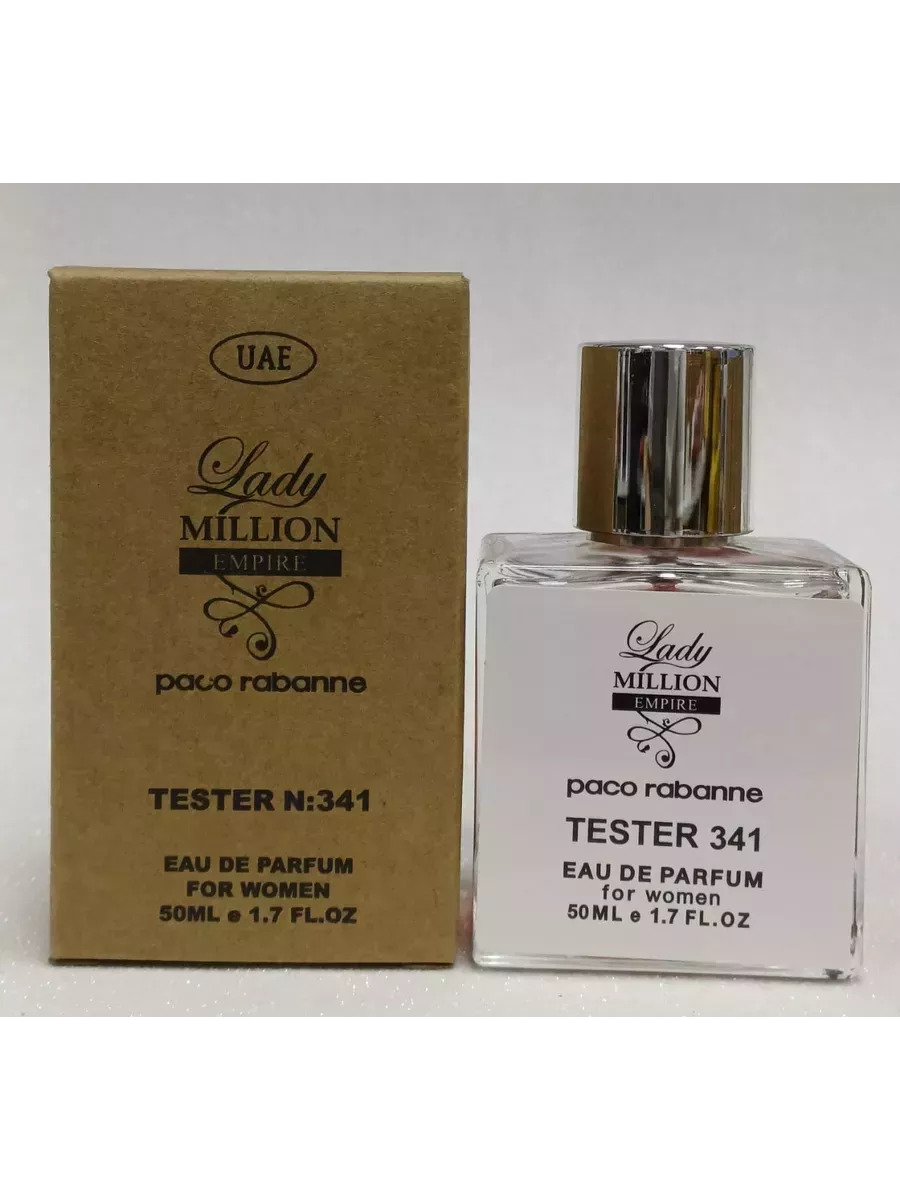 UAE
Lady
MILLION
EMPIRE
paco rabanne
TESTER N:341
EAU DE PARFUM
FOR WOMEN
50ML e 1.7 FL.OZ
Lady
MILLION
EMPIRE
paco rabanne
TESTER 341
EAU DE PARFUM
for women
50ML e 1.7 FL.OZ